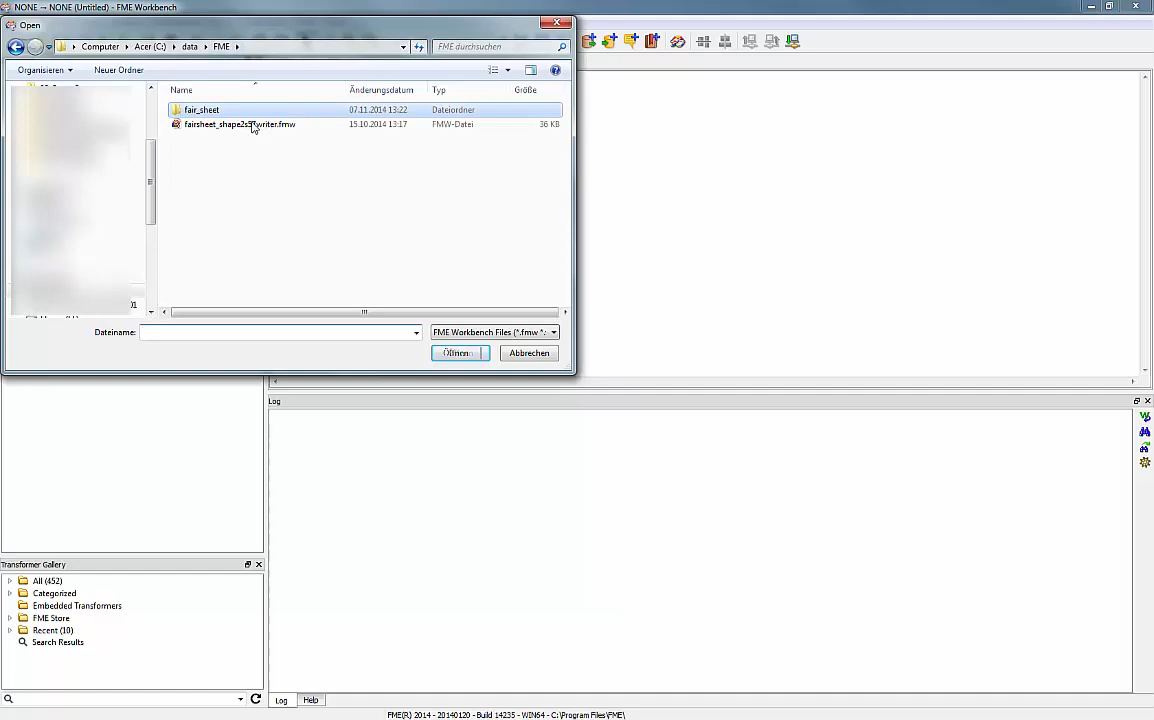 NONE → NONE (Untitled) - FME Workbench
Open
Computer ▸ Acer (C:) ▸ data ▸ FME ▸
FME durchsuchen
Organisieren
Neuer Ordner
Name Änderungsdatum Typ Größe
fair_sheet 07.11.2014 13:22 Dateiordner
15.10.2014 13:17 FMW-Datei 36 KB
Dateiname:
FME Workbench Files (*.fmw *.
Öffnen
Abbrechen
Log
Transformer Gallery
All (452)
Categorized
Embedded Transformers
FME Store
Recent (10)
Search Results
Log Help
FME(R) 2014 - 20140120 - Build 14235 - WIN64 - C:\Program Files\FME\